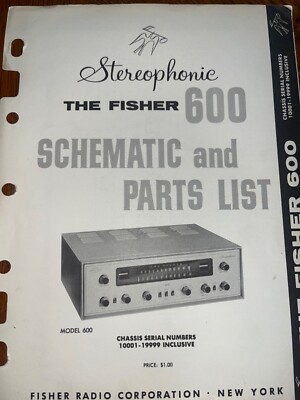 Stereophonic
THE FISHER 600
SCHEMATIC and
PARTS LIST
MODEL 600
CHASSIS SERIAL NUMBERS
10001-19999 INCLUSIVE
PRICE: $1.00
FISHER RADIO CORPORATION · NEW YORK
CHASSIS SERIAL NUMBERS
10001-19999 INCLUSIVE
FISHER 600